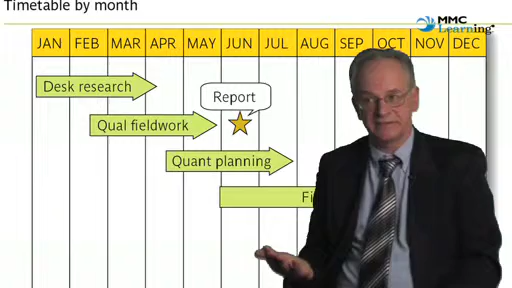 Timetable by month
MMC
Learning
JAN FEB MAR APR MAY JUN JUL AUG SEP OCT NOV DEC
Desk research
Report
Qual fieldwork
Quant planning
Fi